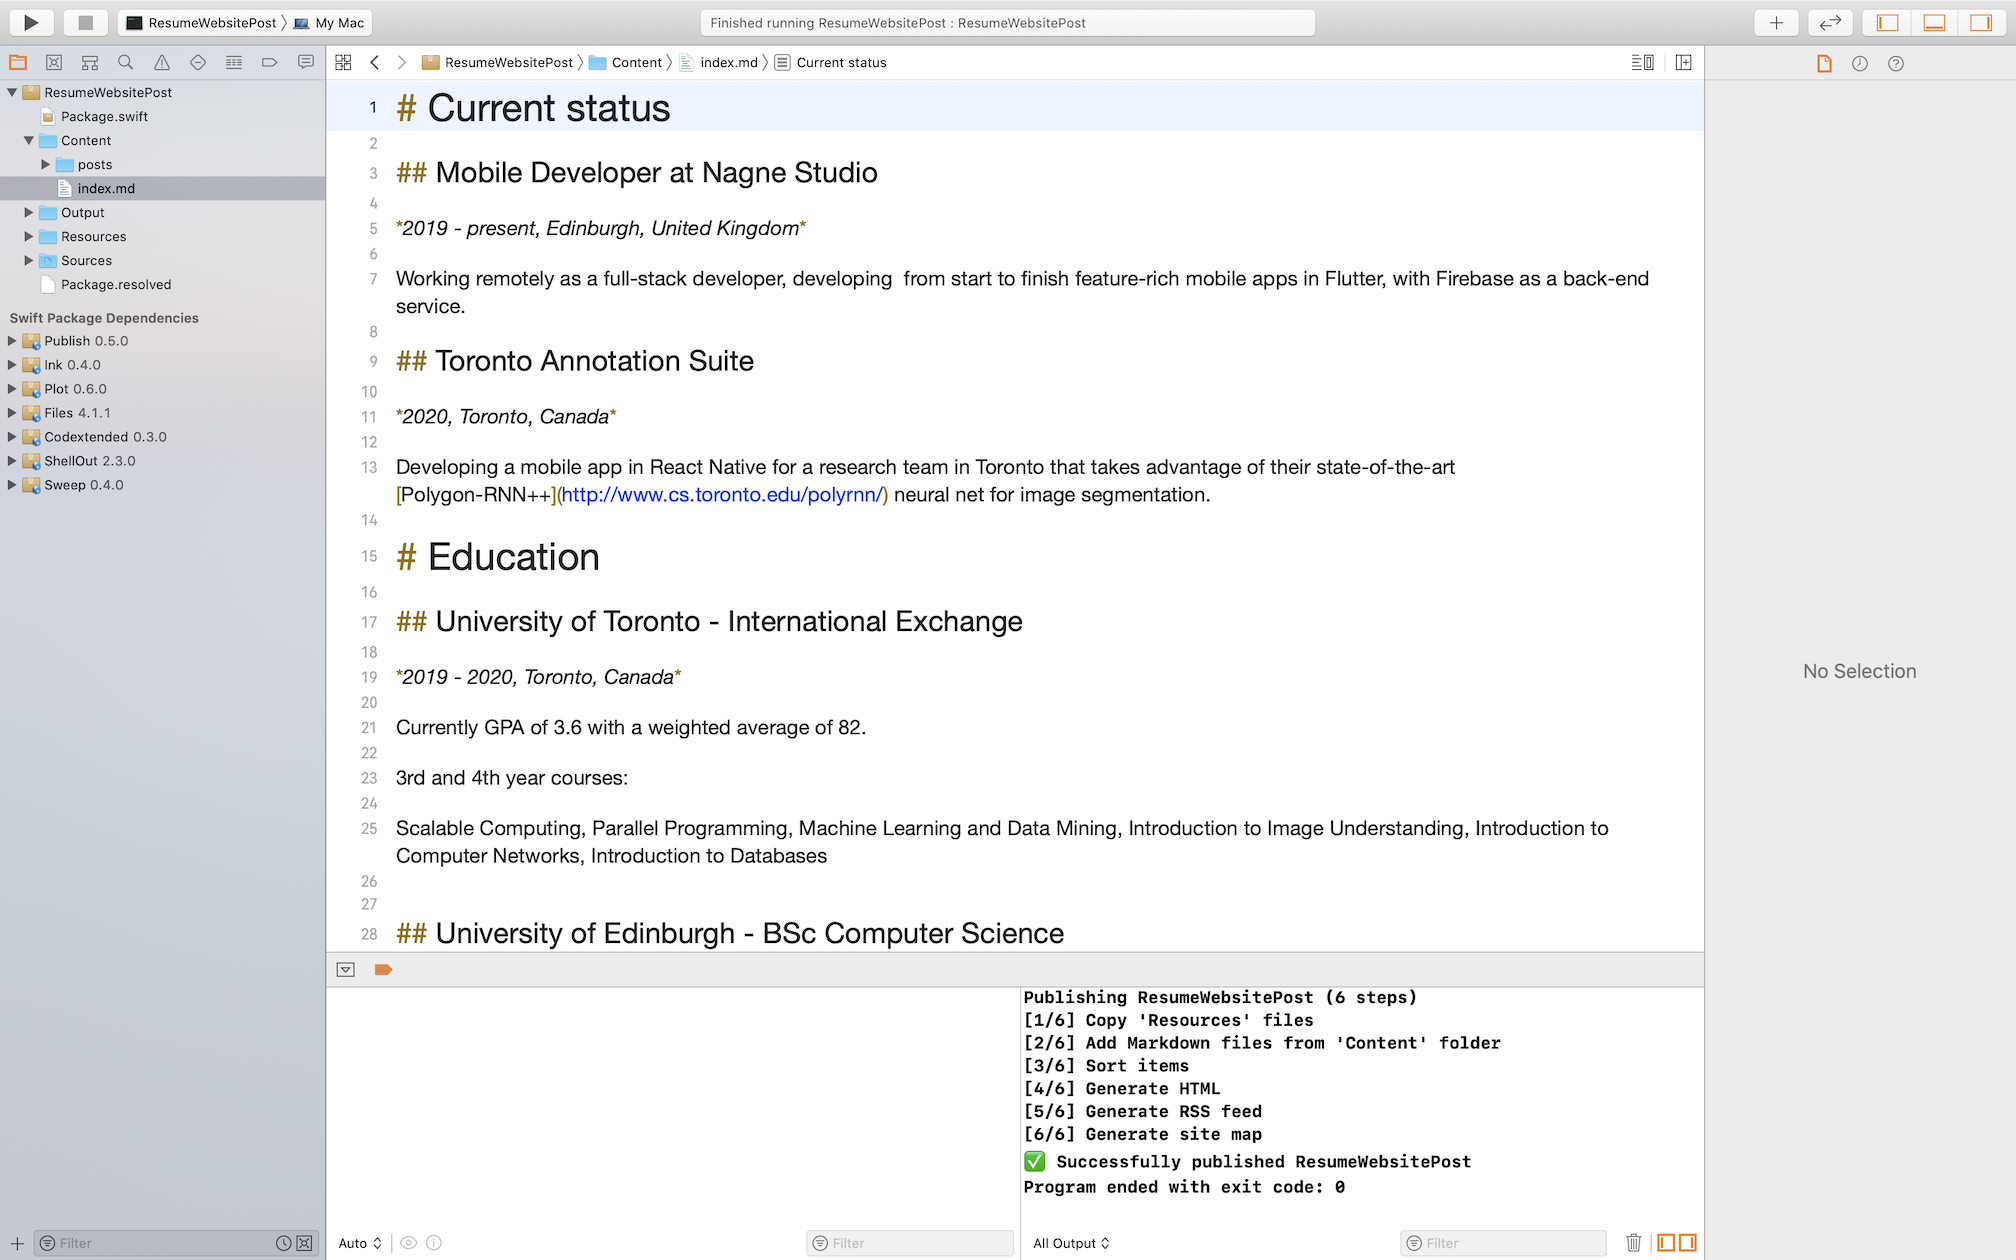 ResumeWebsitePost 〉 My Mac
Finished running ResumeWebsitePost : ResumeWebsitePost
ResumeWebsitePost
Package.swift
Content
posts
index.md
Output
Resources
Sources
Package.resolved
Swift Package Dependencies
Publish 0.5.0
Ink 0.4.0
Plot 0.6.0
Files 4.1.1
Codextended 0.3.0
ShellOut 2.3.0
Sweep 0.4.0
Filter
ResumeWebsitePost 〉 Content 〉 index.md 〉 Current status
1 # Current status
2
3 ## Mobile Developer at Nagne Studio
4
5 *2019 - present, Edinburgh, United Kingdom*
6
7 Working remotely as a full-stack developer, developing  from start to finish feature-rich mobile apps in Flutter, with Firebase as a back-end
service.
8
9 ## Toronto Annotation Suite
10
11 *2020, Toronto, Canada*
12
13 Developing a mobile app in React Native for a research team in Toronto that takes advantage of their state-of-the-art
[Polygon-RNN++](http://www.cs.toronto.edu/polyrnn/) neural net for image segmentation.
14
15 # Education
16
17 ## University of Toronto - International Exchange
18
19 *2019 - 2020, Toronto, Canada*
20
21 Currently GPA of 3.6 with a weighted average of 82.
22
23 3rd and 4th year courses:
24
25 Scalable Computing, Parallel Programming, Machine Learning and Data Mining, Introduction to Image Understanding, Introduction to
Computer Networks, Introduction to Databases
26
27
28 ## University of Edinburgh - BSc Computer Science
Auto
Filter
Publishing ResumeWebsitePost (6 steps)
[1/6] Copy 'Resources' files
[2/6] Add Markdown files from 'Content' folder
[3/6] Sort items
[4/6] Generate HTML
[5/6] Generate RSS feed
[6/6] Generate site map
✅ Successfully published ResumeWebsitePost
Program ended with exit code: 0
All Output
Filter
No Selection